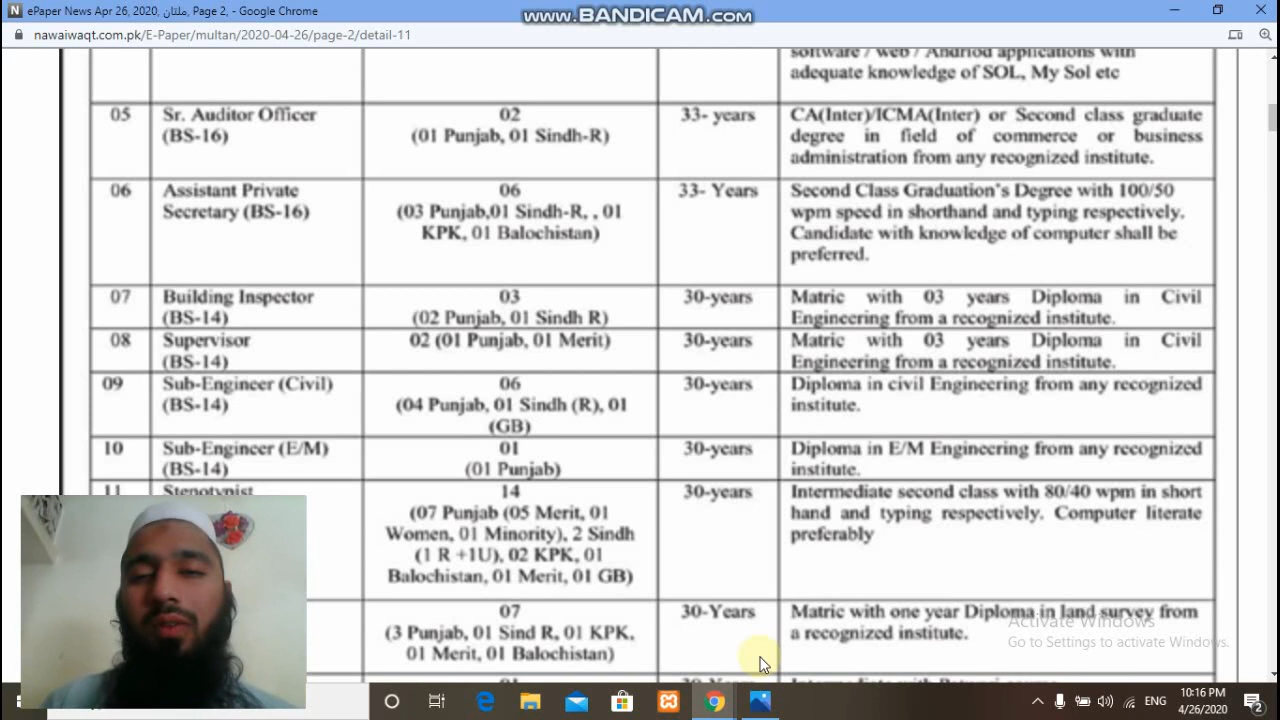 ePaper News Apr 26, 2020, ملتان, Page 2, - Google Chrome
www.BANDICAM.com
nawaiwaqt.com.pk/E-Paper/multan/2020-04-26/page-2/detail-11
software / web / Andriod applications with
adequate knowledge of SOL, My Sol etc
05 Sr. Auditor Officer 02 33- years CA(Inter)/ICMA(Inter) or Second class graduate
(BS-16) (01 Punjab, 01 Sindh-R) degree in field of commerce or business
administration from any recognized institute.
06 Assistant Private 06 33- Years Second Class Graduation's Degree with 100/50
Secretary (BS-16) (03 Punjab,01 Sindh-R, , 01 wpm speed in shorthand and typing respectively.
KPK, 01 Balochistan) Candidate with knowledge of computer shall be
preferred.
07 Building Inspector 03 30-years Matric with 03 years Diploma in Civil
(BS-14) (02 Punjab, 01 Sindh R) Engineering from a recognized institute.
08 Supervisor 02 (01 Punjab, 01 Merit) 30-years Matric with 03 years Diploma in Civil
(BS-14) Engineering from a recognized institute.
09 Sub-Engineer (Civil) 06 30-years Diploma in civil Engineering from any recognized
(BS-14) (04 Punjab, 01 Sindh (R), 01 institute.
(GB)
10 Sub-Engineer (E/M) 01 30-years Diploma in E/M Engineering from any recognized
(BS-14) (01 Punjab) institute.
11 Stenotypist 14 30-years Intermediate second class with 80/40 wpm in short
(07 Punjab (05 Merit, 01 hand and typing respectively. Computer literate
Women, 01 Minority), 2 Sindh preferably
(1 R +1U), 02 KPK, 01
Balochistan, 01 Merit, 01 GB)
07 30-Years Matric with one year Diploma in land survey from
(3 Punjab, 01 Sind R, 01 KPK, a recognized institute.
01 Merit, 01 Balochistan)
Activate Windows
Go to Settings to activate Windows.
ENG
10:16 PM
4/26/2020
2